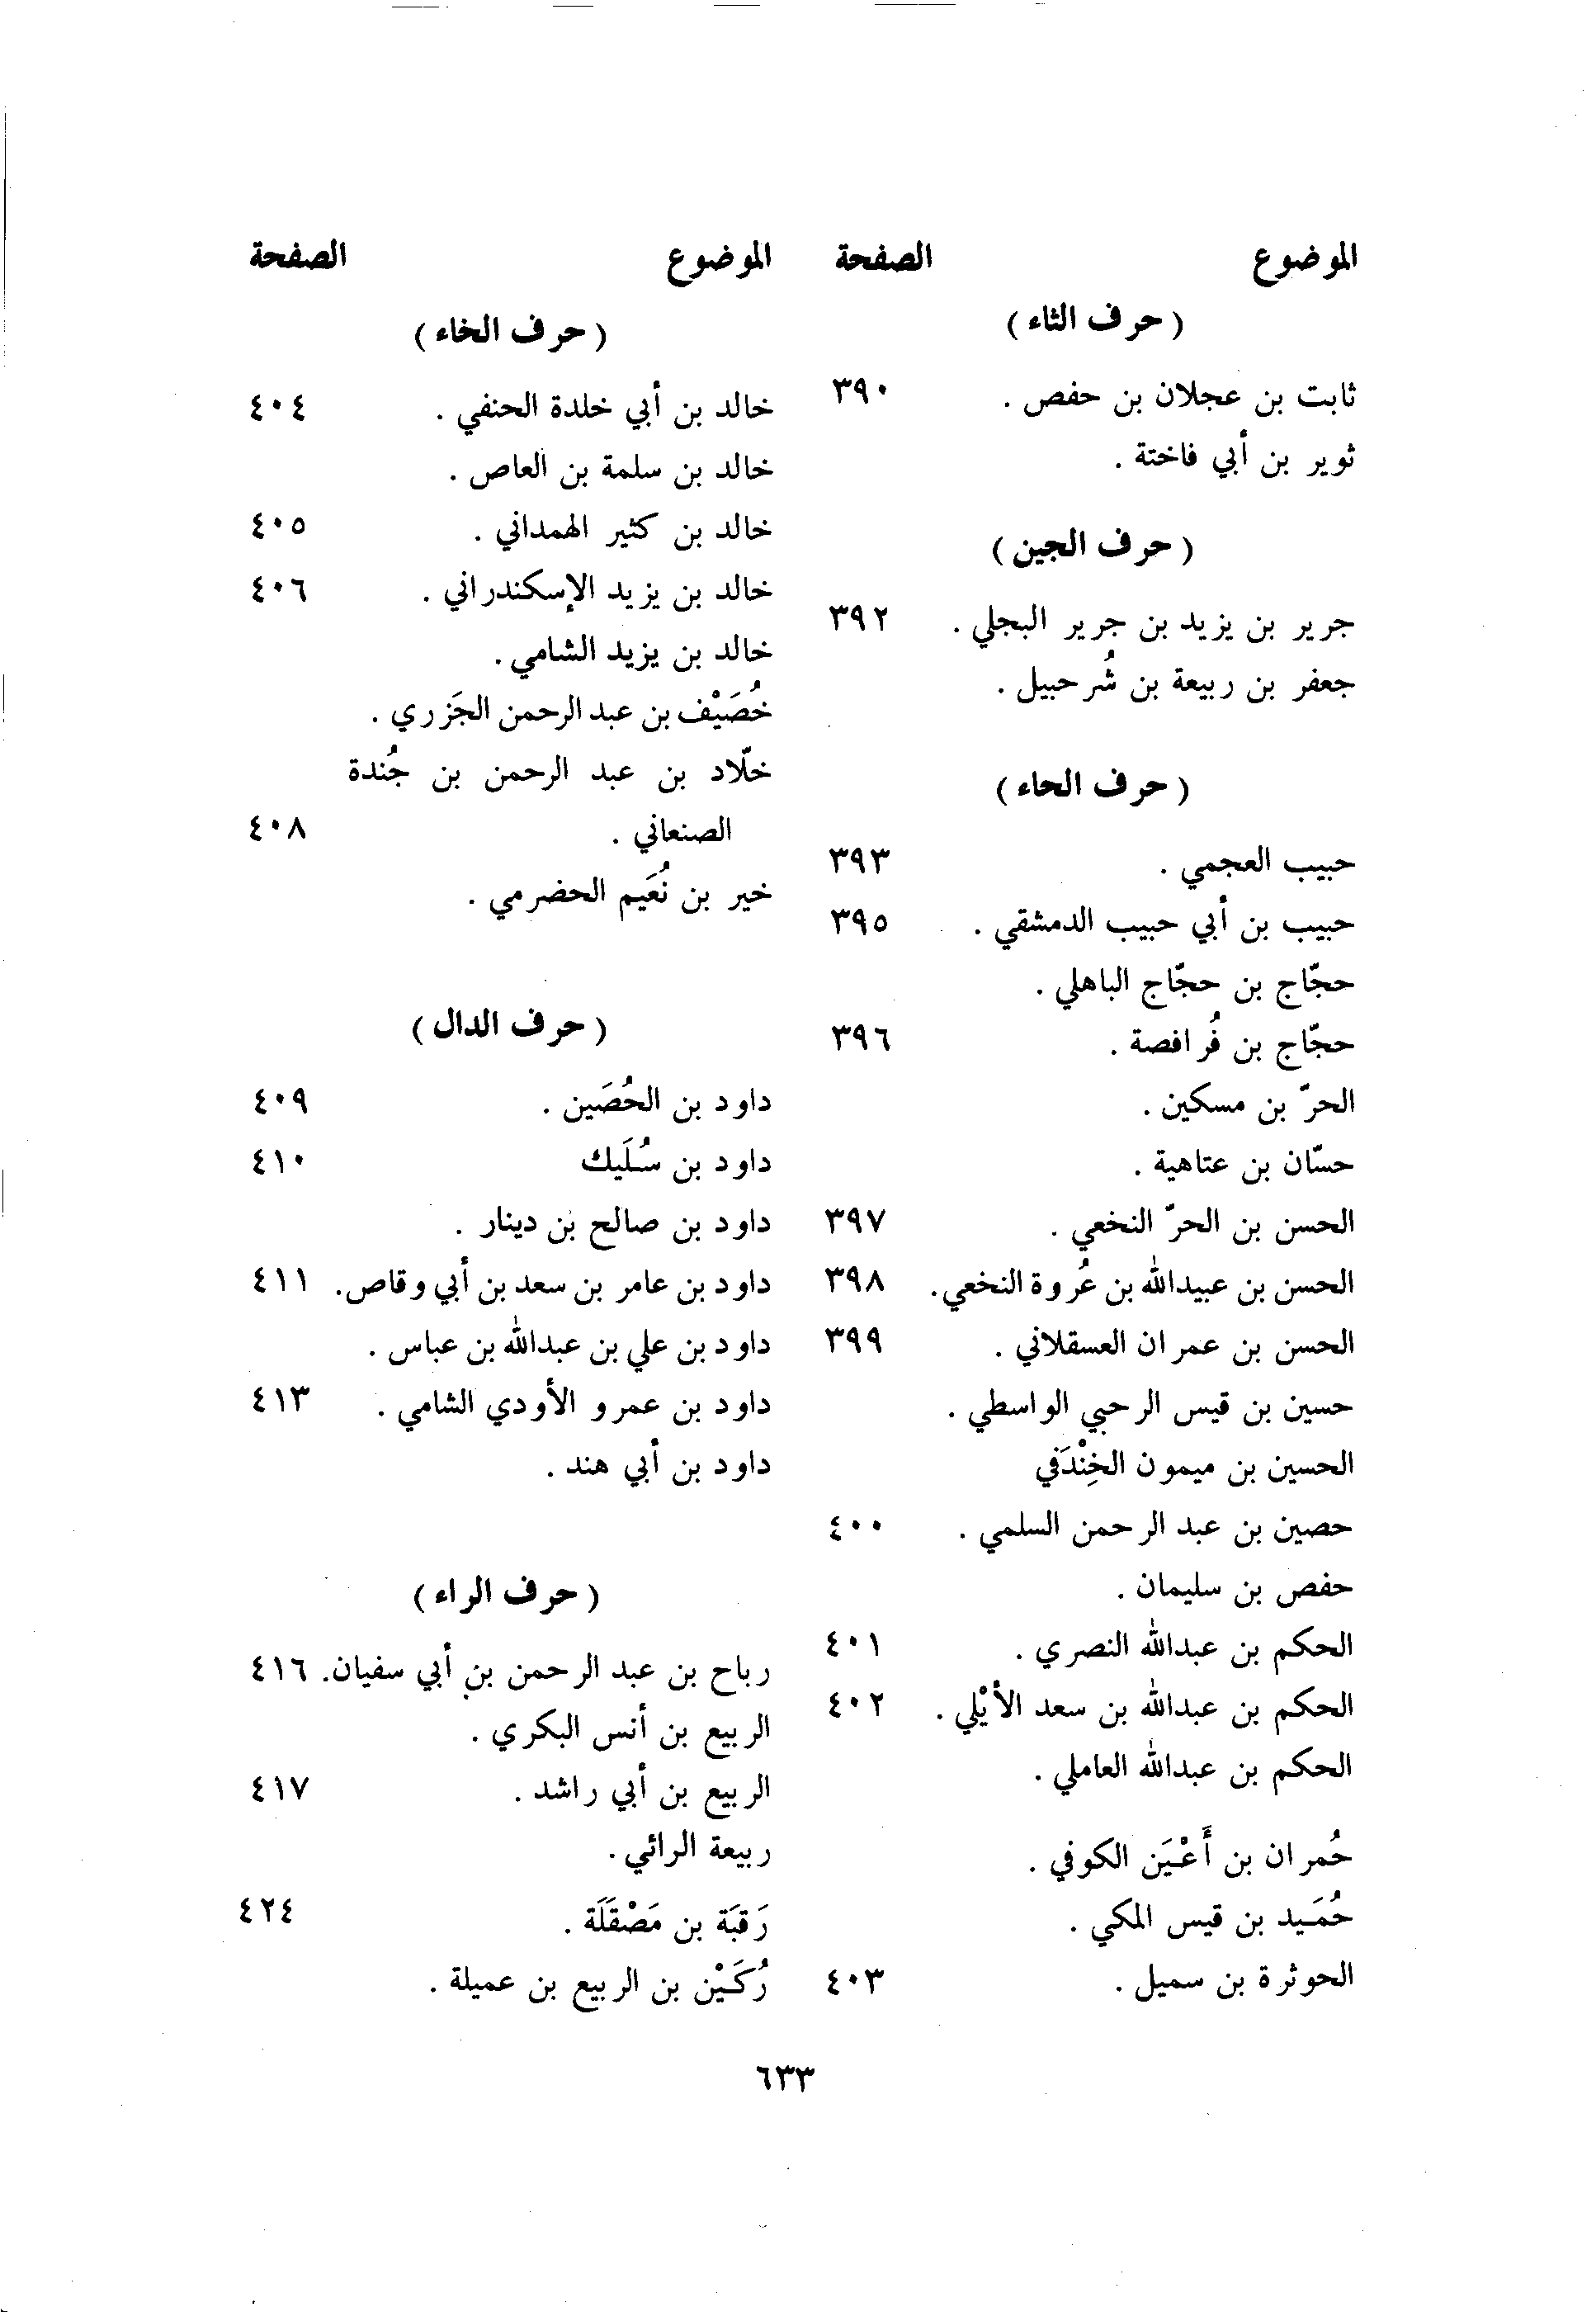 الموضوع الصفحة
( حرف الثاء )
ثابت بن عجلان بن حفص . ٣٩٠
ثوير بن أبي فاختة .
( حرف الجين )
جرير بن يزيد بن جرير البجلي . ٣٩٢
جعفر بن ربيعة بن شُرحبيل .
( حرف الحاء )
حبيب العجمي . ٣٩٣
حبيب بن أبي حبيب الدمشقي . ٣٩٥
حجّاج بن حجّاج الباهلي .
حجّاج بن فُرافصة . ٣٩٦
الحرّ بن مسكين .
حسّان بن عتاهية .
الحسن بن الحرّ النخعي . ٣٩٧
الحسن بن عبيدالله بن عُروة النخعي. ٣٩٨
الحسن بن عمران العسقلاني . ٣٩٩
حسين بن قيس الرحبي الواسطي .
الحسين بن ميمون الخِنْدَفي
حصين بن عبد الرحمن السلمي . ٤٠٠
حفص بن سليمان .
الحكم بن عبدالله النصري . ٤٠١
الحكم بن عبدالله بن سعد الأيْلي . ٤٠٢
الحكم بن عبدالله العاملي .
حُمران بن أَعْيَن الكوفي .
حُمَيد بن قيس المكي .
الحوثرة بن سميل . ٤٠٣
الموضوع الصفحة
( حرف الخاء )
خالد بن أبي خلدة الحنفي . ٤٠٤
خالد بن سلمة بن العاص .
خالد بن كثير الهمداني . ٤٠٥
خالد بن يزيد الإسكندراني . ٤٠٦
خالد بن يزيد الشامي .
خُصَيْف بن عبد الرحمن الجَزري .
خلّاد بن عبد الرحمن بن جُندة
الصنعاني . ٤٠٨
خير بن نُعَيم الحضرمي .
( حرف الدال )
داود بن الحُصَين . ٤٠٩
داود بن سُلَيك ٤١٠
داود بن صالح بن دينار .
داود بن عامر بن سعد بن أبي وقاص. ٤١١
داود بن علي بن عبدالله بن عباس .
داود بن عمرو الأودي الشامي . ٤١٣
داود بن أبي هند .
( حرف الراء )
رباح بن عبد الرحمن بن أبي سفيان. ٤١٦
الربيع بن أنس البكري .
الربيع بن أبي راشد . ٤١٧
ربيعة الرائي .
رَقبَة بن مَصْقَلَة . ٤٢٤
رُكَيْن بن الربيع بن عميلة .
٦٣٣